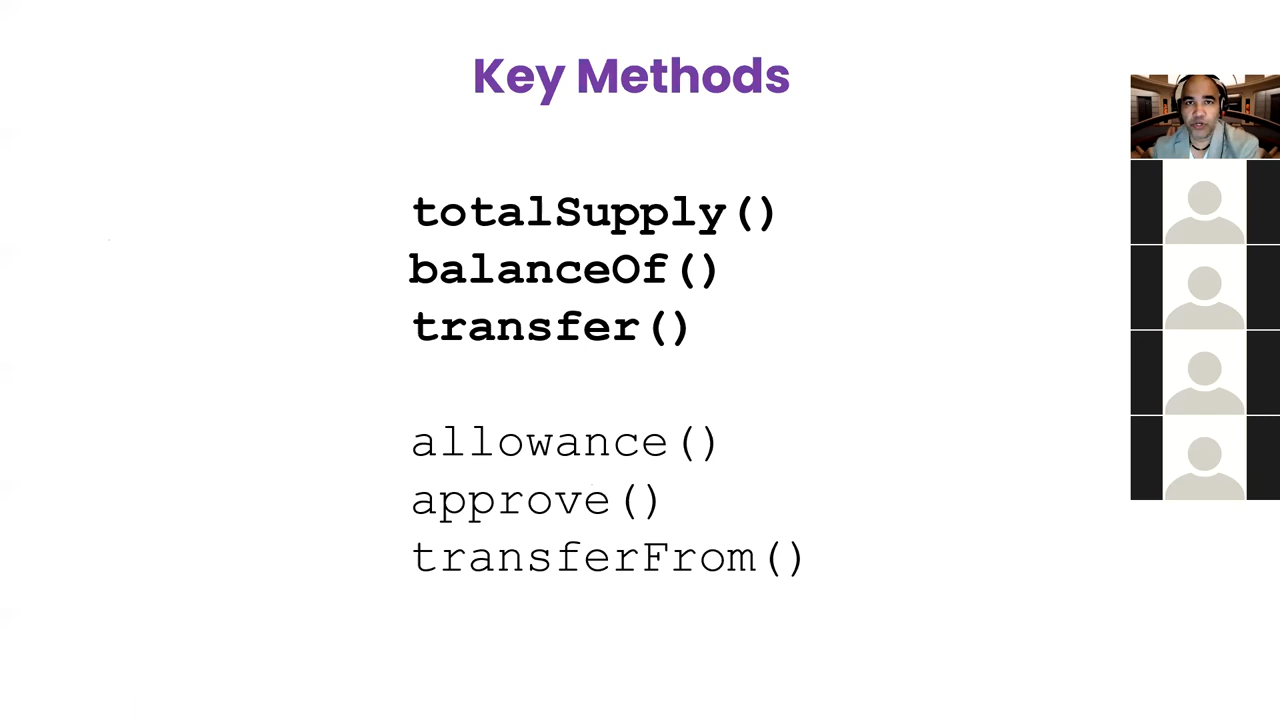 Key Methods
totalSupply()
balanceOf()
transfer()
allowance()
approve()
transferFrom()